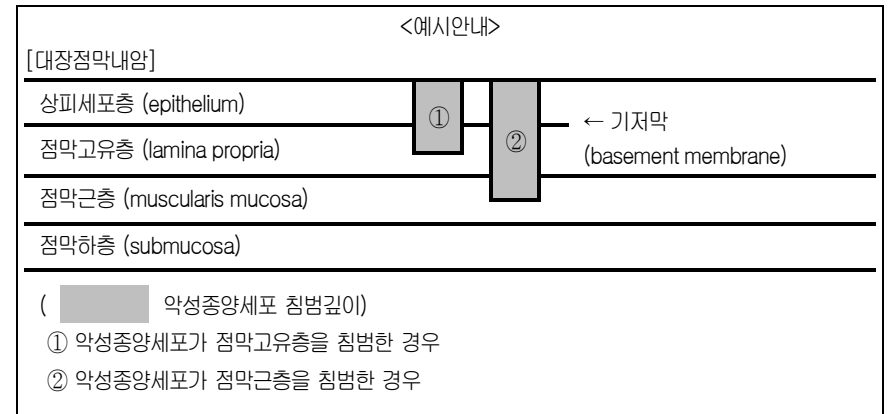 <예시안내>
[대장점막내암]
상피세포층 (epithelium)
① ② ← 기저막
점막고유층 (lamina propria) (basement membrane)
점막근층 (muscularis mucosa)
점막하층 (submucosa)
( 악성종양세포 침범깊이)
① 악성종양세포가 점막고유층을 침범한 경우
② 악성종양세포가 점막근층을 침범한 경우